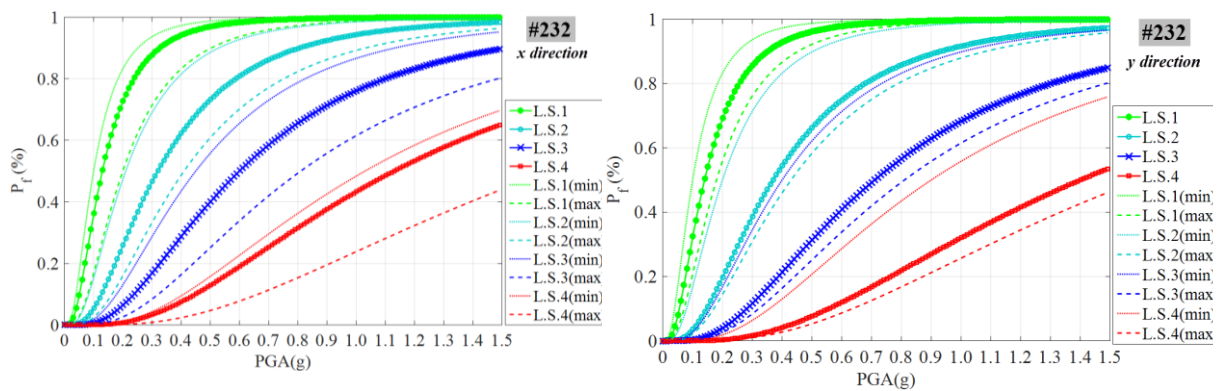 #232
x direction
P_f (%)
1
0.8
0.6
0.4
0.2
0
0 0.1 0.2 0.3 0.4 0.5 0.6 0.7 0.8 0.9 1.0 1.1 1.2 1.3 1.4 1.5
PGA(g)
L.S.1
L.S.2
L.S.3
L.S.4
L.S.1(min)
L.S.1(max
L.S.2(min)
L.S.2(max
L.S.3(min)
L.S.3(max
L.S.4(min)
L.S.4(max
#232
y direction
P_f (%)
1
0.8
0.6
0.4
0.2
0
0 0.1 0.2 0.3 0.4 0.5 0.6 0.7 0.8 0.9 1.0 1.1 1.2 1.3 1.4 1.5
PGA(g)
L.S.1
L.S.2
L.S.3
L.S.4
L.S.1(min)
L.S.1(max
L.S.2(min)
L.S.2(max
L.S.3(min)
L.S.3(max
L.S.4(min)
L.S.4(max